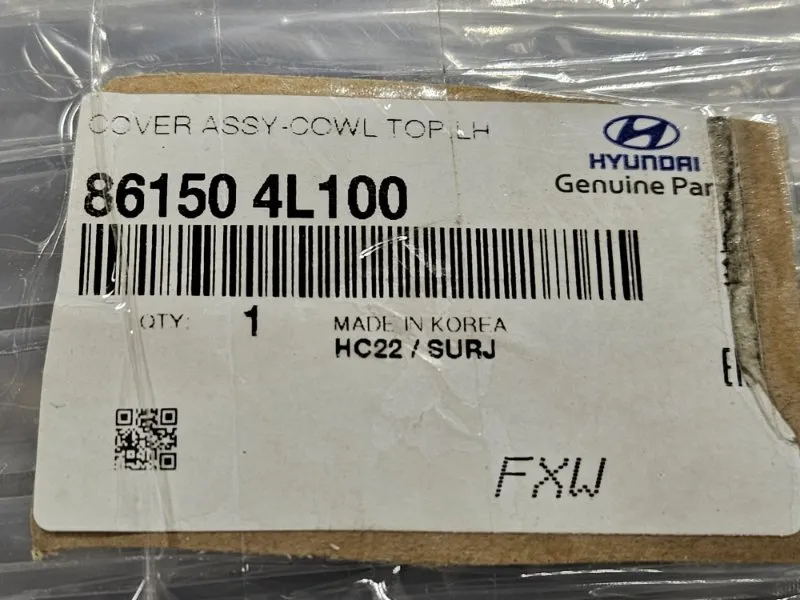 COVER ASSY-COWL TOP,LH
HYUNDAI
86150 4L100
Genuine Par
QTY: 1
MADE IN KOREA
HC22 / SURJ
FXW